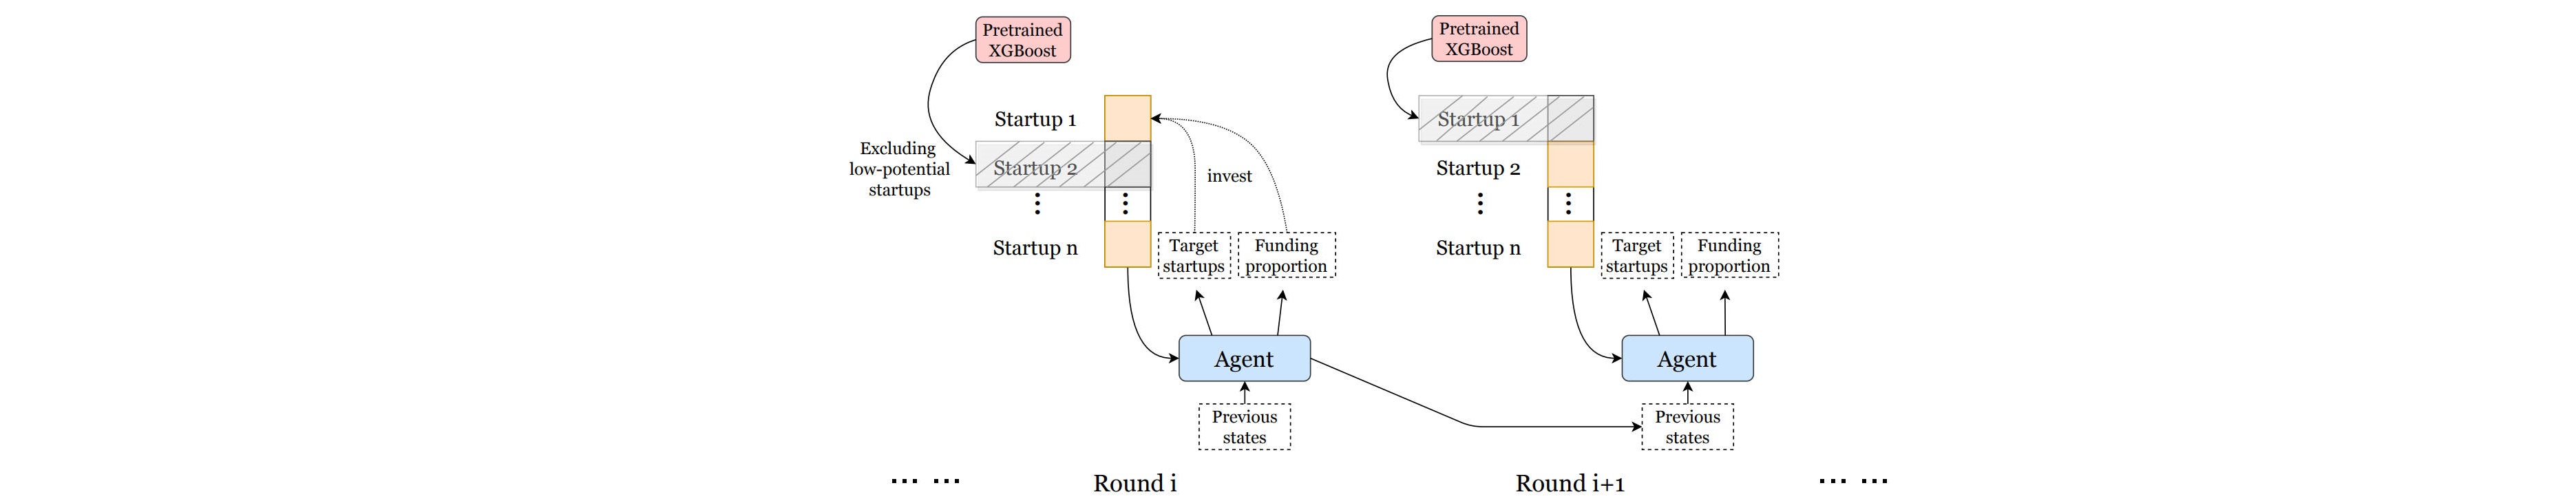 Pretrained
XGBoost
Startup 1
Excluding
low-potential
startups
Startup 2
invest
Startup n
Target
startups
Funding
proportion
Agent
Previous
states
Round i
Pretrained
XGBoost
Startup 1
Startup 2
Startup n
Target
startups
Funding
proportion
Agent
Previous
states
Round i+1